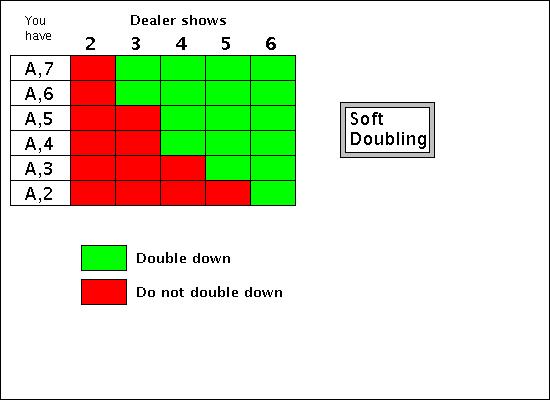 You
have
Dealer shows
2 3 4 5 6
A,7
A,6
A,5
A,4
A,3
A,2
Soft
Doubling
Double down
Do not double down